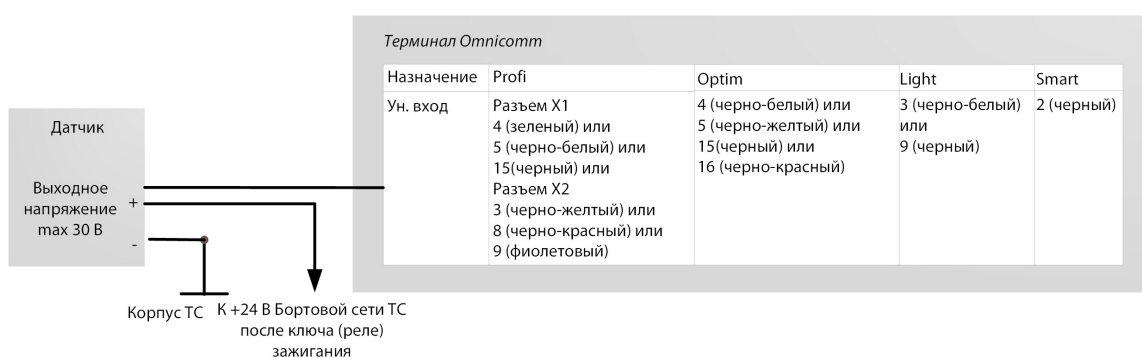 Терминал Omnicomm
Назначение Profi Optim Light Smart
Ун. вход
Разъем X1
4 (зеленый) или
5 (черно-белый) или
15(черный) или
Разъем X2
3 (черно-желтый) или
8 (черно-красный) или
9 (фиолетовый)
4 (черно-белый) или
5 (черно-желтый) или
15(черный) или
16 (черно-красный)
3 (черно-белый)
или
9 (черный)
2 (черный)
Датчик
Выходное
напряжение
max 30 В
+
-
Корпус ТС
К +24 В Бортовой сети ТС
после ключа (реле)
зажигания